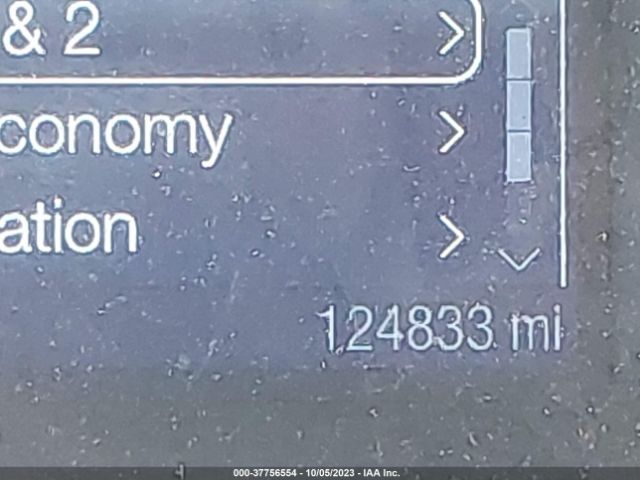 & 2
conomy
ation
124833 mi
000-37756554 - 10/05/2023 - IAA Inc.